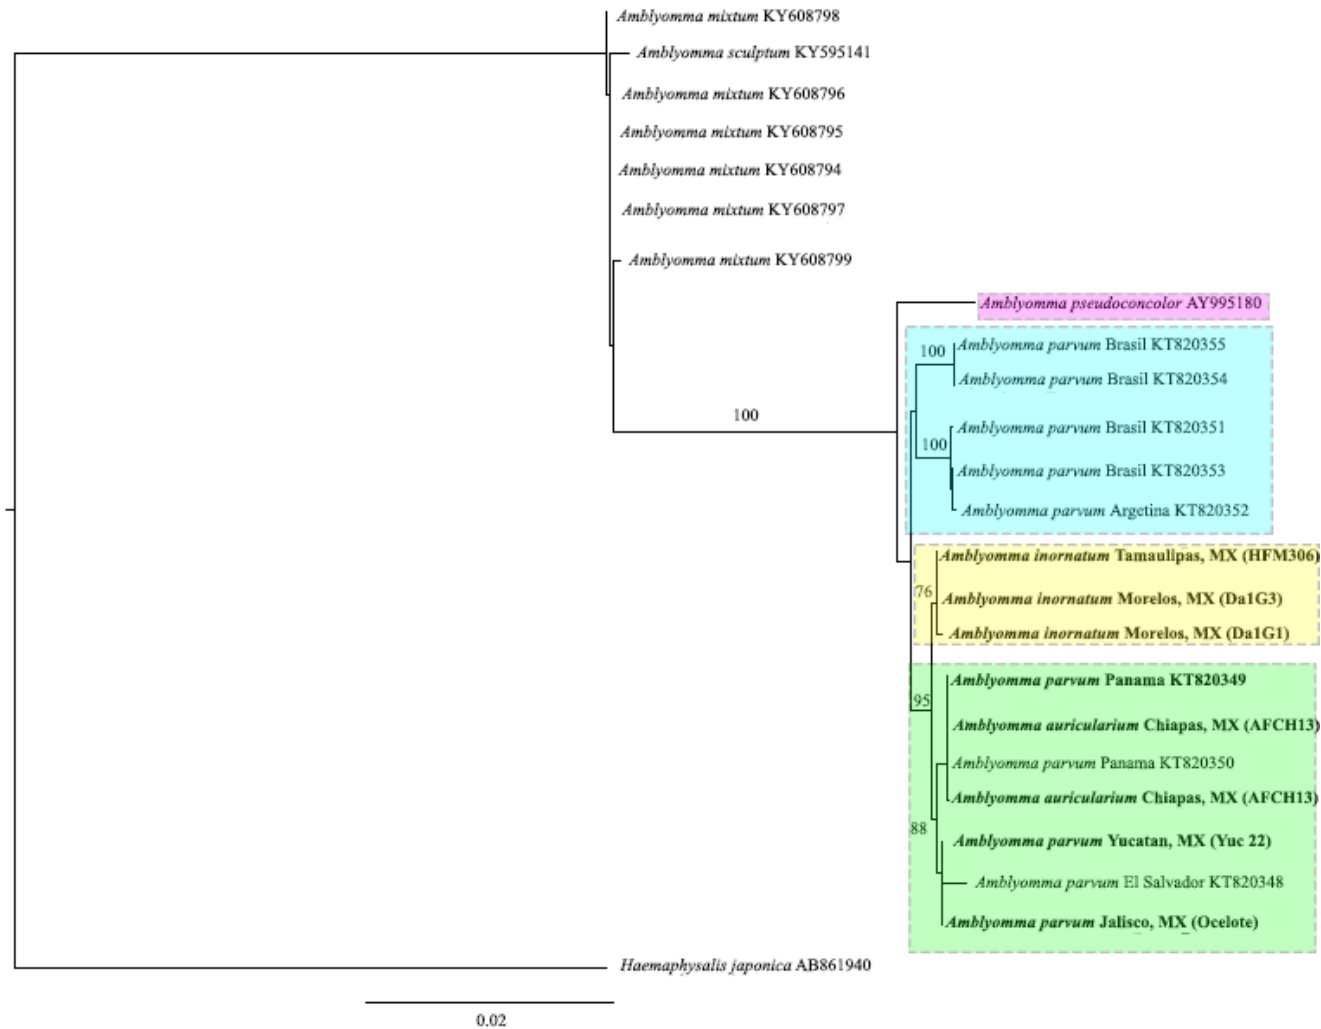 Amblyomma mixtum KY608798
Amblyomma sculptum KY595141
Amblyomma mixtum KY608796
Amblyomma mixtum KY608795
Amblyomma mixtum KY608794
Amblyomma mixtum KY608797
Amblyomma mixtum KY608799
Amblyomma pseudoconcolor AY995180
100
Amblyomma parvum Brasil KT820355
Amblyomma parvum Brasil KT820354
100
Amblyomma parvum Brasil KT820351
100
Amblyomma parvum Brasil KT820353
Amblyomma parvum Argetina KT820352
Amblyomma inornatum Tamaulipas, MX (HFM306)
76
Amblyomma inornatum Morelos, MX (Da1G3)
Amblyomma inornatum Morelos, MX (Da1G1)
Amblyomma parvum Panama KT820349
95
Amblyomma auricularium Chiapas, MX (AFCH13)
Amblyomma parvum Panama KT820350
Amblyomma auricularium Chiapas, MX (AFCH13)
88
Amblyomma parvum Yucatan, MX (Yuc 22)
Amblyomma parvum El Salvador KT820348
Amblyomma parvum Jalisco, MX (Ocelote)
Haemaphysalis japonica AB861940
0.02